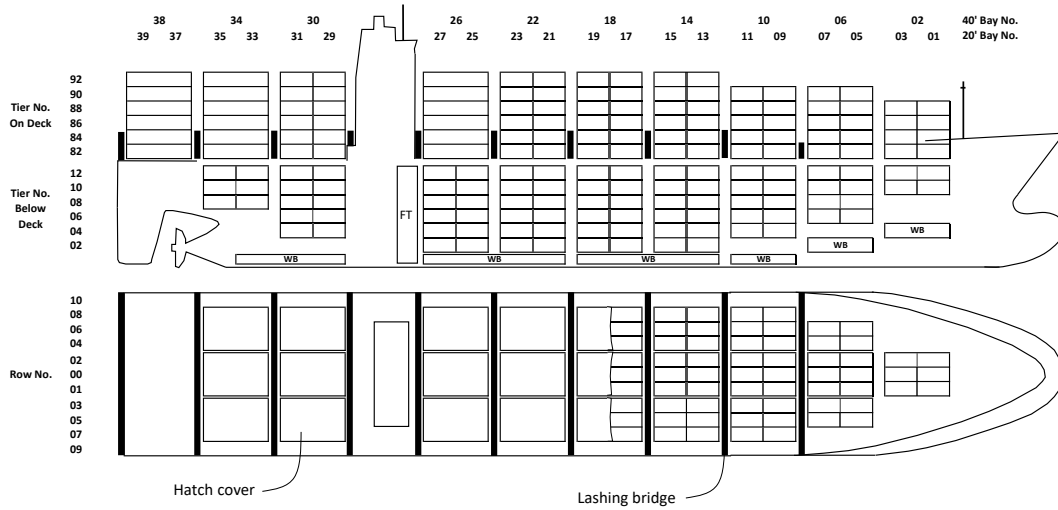 38 34 30 26 22 18 14 10 06 02 40' Bay No.
39 37 35 33 31 29 27 25 23 21 19 17 15 13 11 09 07 05 03 01 20' Bay No.
Tier No.
On Deck
92
90
88
86
84
82
Tier No.
Below
Deck
12
10
08
06
04
02
FT
WB
WB
WB
WB
WB
WB
Row No.
10
08
06
04
02
00
01
03
05
07
09
Hatch cover
Lashing bridge